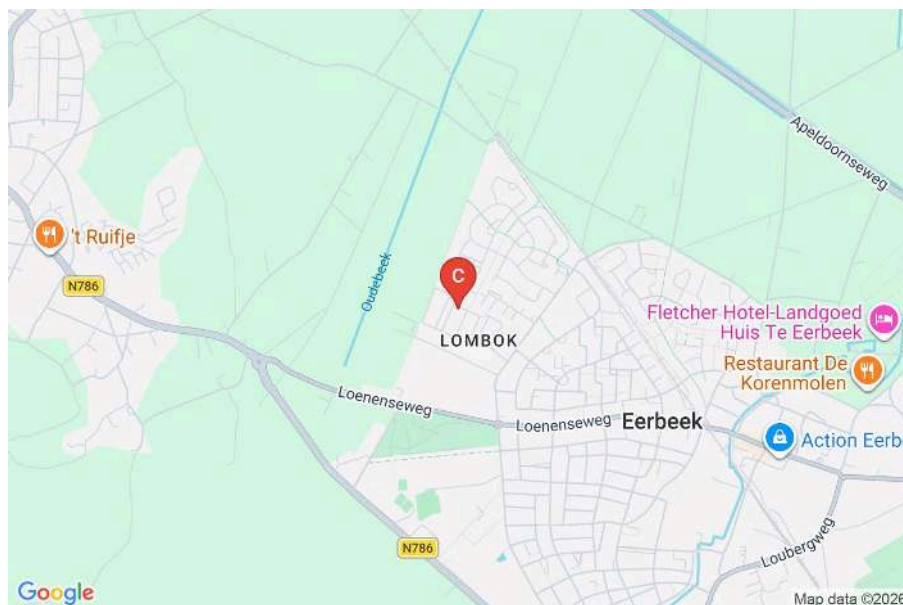 Apeldoornseweg
't Ruifje
N786
Oudebeek
C
LOMBOK
Fletcher Hotel-Landgoed
Huis Te Eerbeek
Restaurant De
Korenmolen
Loenenseweg
Loenenseweg
Eerbeek
Action Eerbe
N786
Loubergweg
Google
Map data ©2026